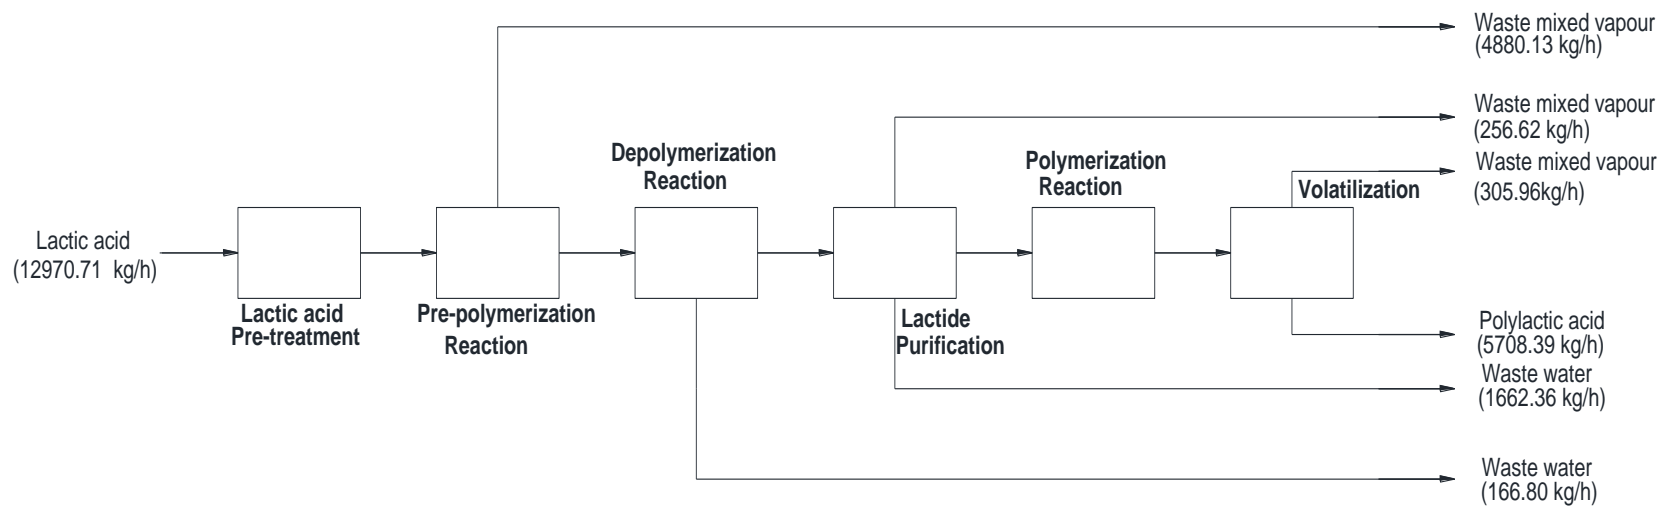 Waste mixed vapour
(4880.13 kg/h)
Waste mixed vapour
(256.62 kg/h)
Waste mixed vapour
(305.96kg/h)
Depolymerization
Reaction
Polymerization
Reaction
Volatilization
Lactic acid
(12970.71 kg/h)
Lactic acid
Pre-treatment
Pre-polymerization
Reaction
Lactide
Purification
Polylactic acid
(5708.39 kg/h)
Waste water
(1662.36 kg/h)
Waste water
(166.80 kg/h)